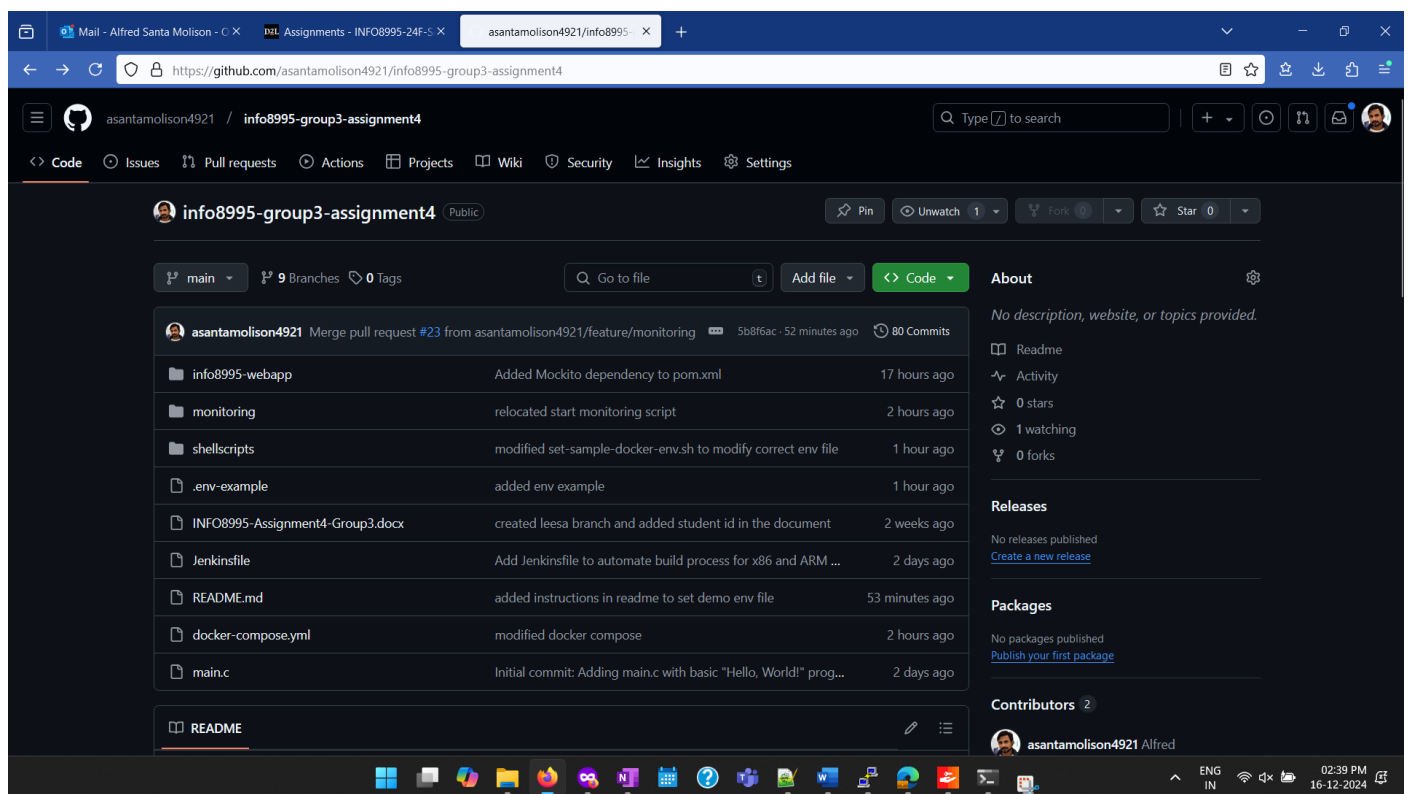 Mail - Alfred Santa Molison - O
D2L Assignments - INFO8995-24F-S
asantamolison4921/info8995-
https://github.com/asantamolison4921/info8995-group3-assignment4
asantamolison4921 / info8995-group3-assignment4
Type / to search
Code Issues Pull requests Actions Projects Wiki Security Insights Settings
info8995-group3-assignment4 Public
Pin Unwatch 1 Fork 0 Star 0
main 9 Branches 0 Tags Go to file t Add file Code
asantamolison4921 Merge pull request #23 from asantamolison4921/feature/monitoring 5b8f6ac · 52 minutes ago 80 Commits
info8995-webapp Added Mockito dependency to pom.xml 17 hours ago
monitoring relocated start monitoring script 2 hours ago
shellscripts modified set-sample-docker-env.sh to modify correct env file 1 hour ago
.env-example added env example 1 hour ago
INFO8995-Assignment4-Group3.docx created leesa branch and added student id in the document 2 weeks ago
Jenkinsfile Add Jenkinsfile to automate build process for x86 and ARM ... 2 days ago
README.md added instructions in readme to set demo env file 53 minutes ago
docker-compose.yml modified docker compose 2 hours ago
main.c Initial commit: Adding main.c with basic "Hello, World!" prog... 2 days ago
README
About
No description, website, or topics provided.
Readme
Activity
0 stars
1 watching
0 forks
Releases
No releases published
Create a new release
Packages
No packages published
Publish your first package
Contributors 2
asantamolison4921 Alfred
ENG
IN
02:39 PM
16-12-2024